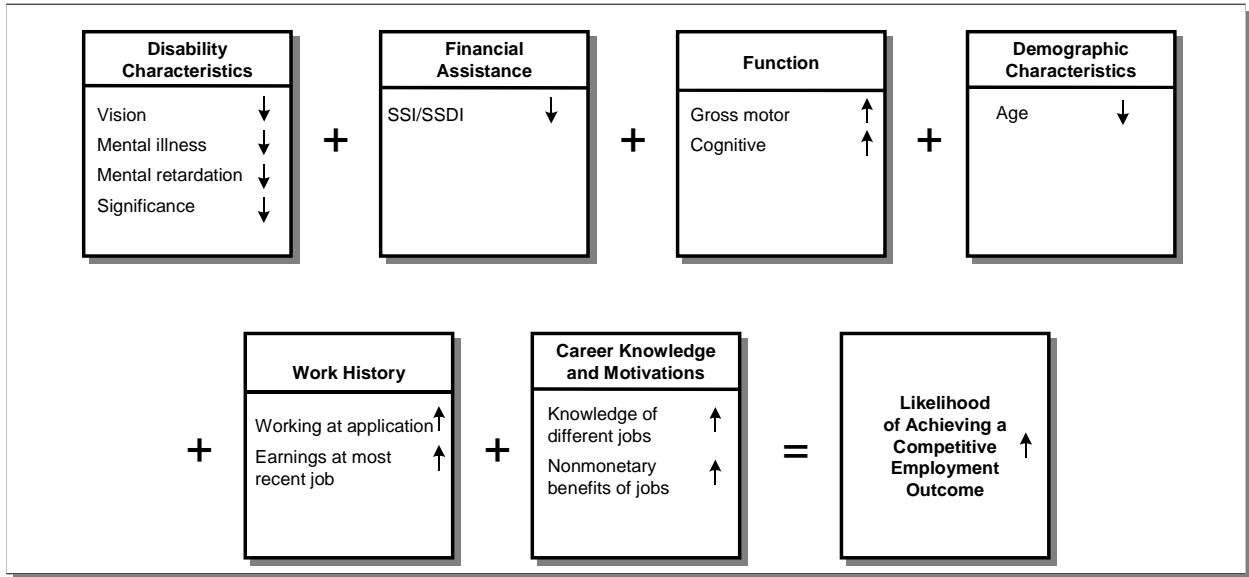 Disability
Characteristics
Vision ↓
Mental illness ↓
Mental retardation ↓
Significance ↓
+
Financial
Assistance
SSI/SSDI ↓
+
Function
Gross motor ↑
Cognitive ↑
+
Demographic
Characteristics
Age ↓
+
Work History
Working at application ↑
Earnings at most ↑
recent job
+
Career Knowledge
and Motivations
Knowledge of ↑
different jobs
Nonmonetary ↑
benefits of jobs
=
Likelihood
of Achieving a
Competitive ↑
Employment
Outcome